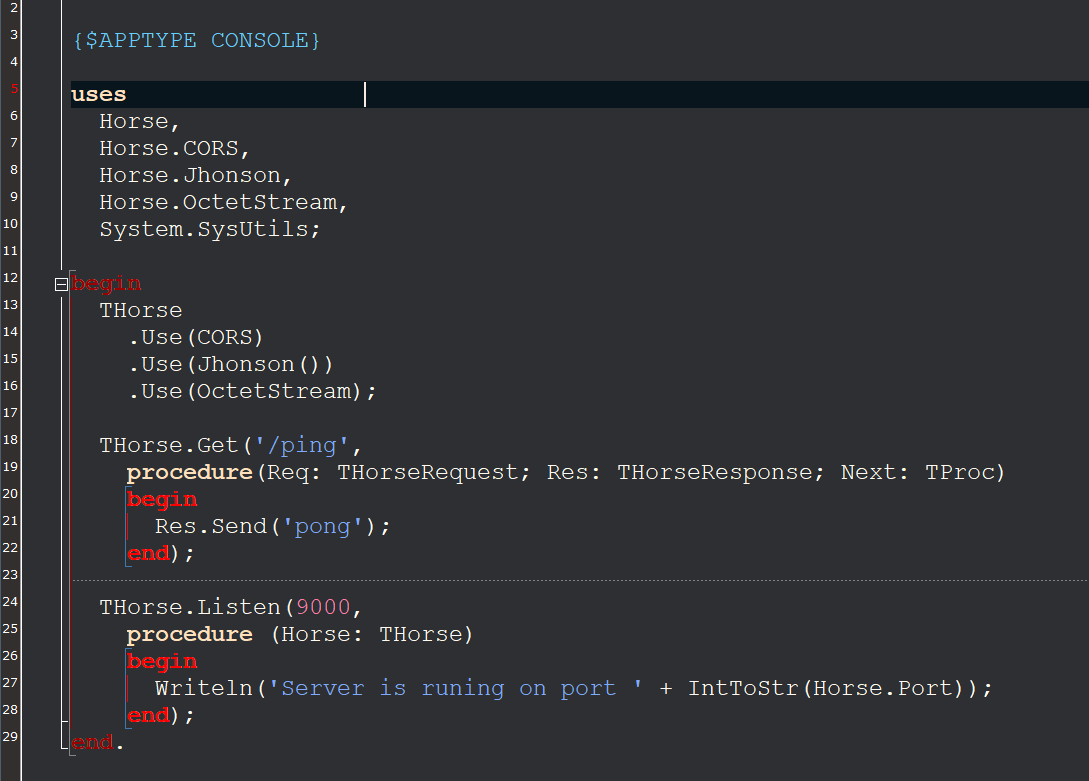 2
3 {$APPTYPE CONSOLE}
4
5 uses
6 Horse,
7 Horse.CORS,
8 Horse.Jhonson,
9 Horse.OctetStream,
10 System.SysUtils;
11
12 begin
13 THorse
14 .Use(CORS)
15 .Use(Jhonson())
16 .Use(OctetStream);
17
18 THorse.Get('/ping',
19 procedure(Req: THorseRequest; Res: THorseResponse; Next: TProc)
20 begin
21 Res.Send('pong');
22 end);
23
24 THorse.Listen(9000,
25 procedure (Horse: THorse)
26 begin
27 Writeln('Server is runing on port ' + IntToStr(Horse.Port));
28 end);
29 end.